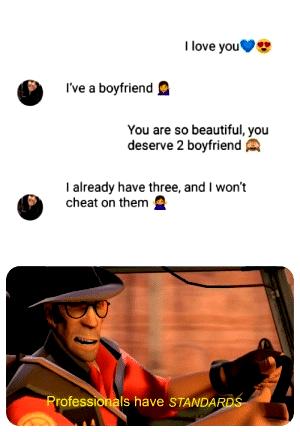 I love you💙😍
I've a boyfriend 🤦‍♀️
You are so beautiful, you
deserve 2 boyfriend 🙈
I already have three, and I won't
cheat on them 🙅‍♀️
Professionals have STANDARDS